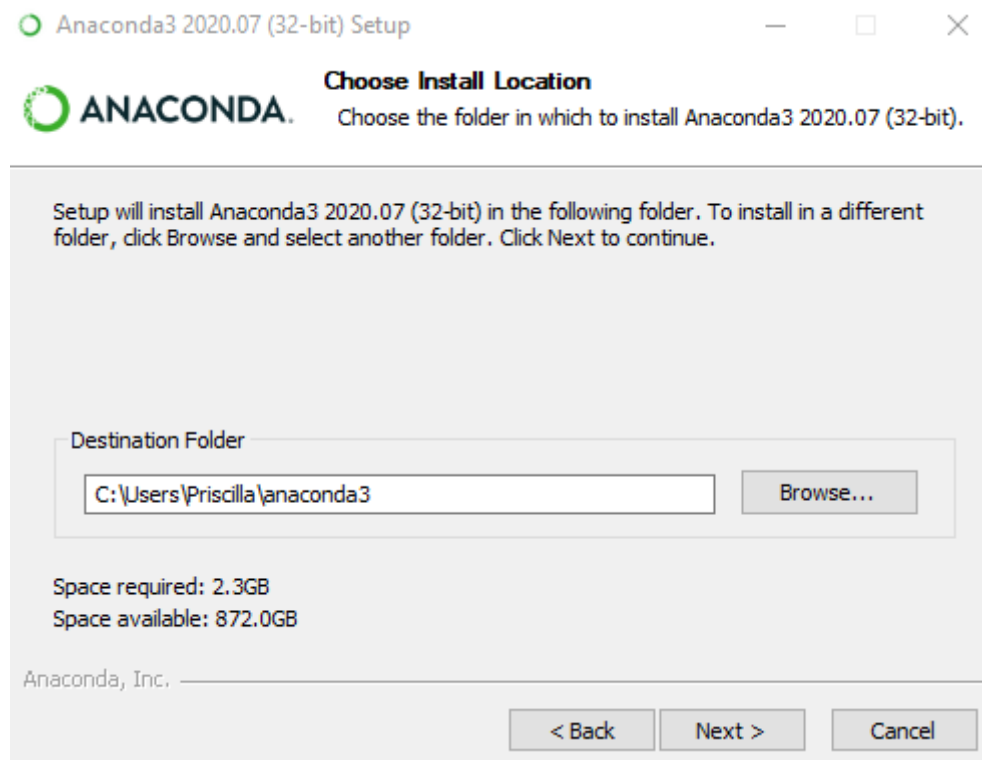 Anaconda3 2020.07 (32-bit) Setup
ANACONDA.
Choose Install Location
Choose the folder in which to install Anaconda3 2020.07 (32-bit).
Setup will install Anaconda3 2020.07 (32-bit) in the following folder. To install in a different
folder, click Browse and select another folder. Click Next to continue.
Destination Folder
C:\Users\Priscilla\anaconda3
Browse...
Space required: 2.3GB
Space available: 872.0GB
Anaconda, Inc.
< Back
Next >
Cancel